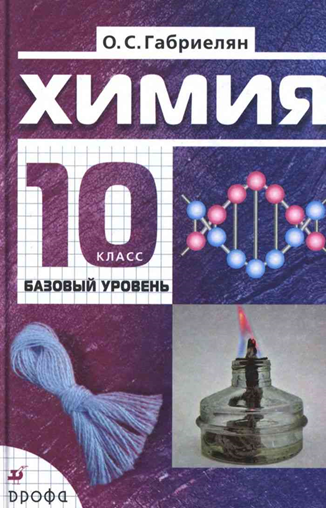 О. С. Габриелян
ХИМИЯ
10
КЛАСС
БАЗОВЫЙ УРОВЕНЬ
дрофа